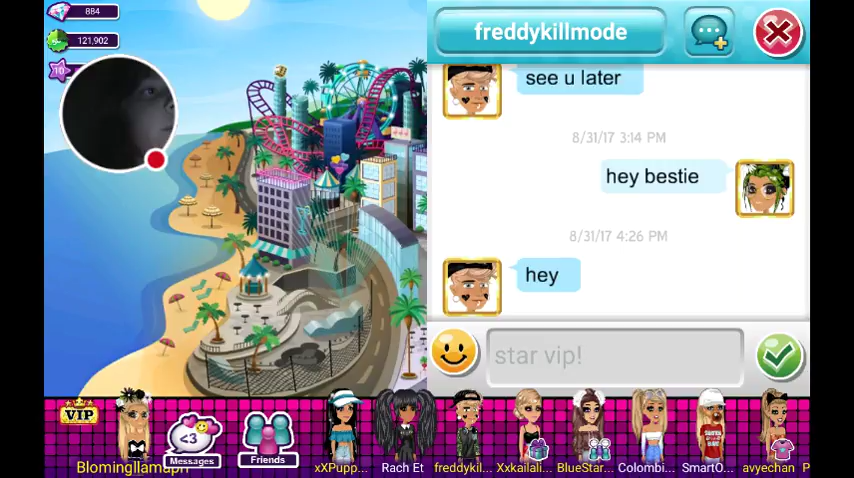 884
121,902
10
freddykillmode
see u later
8/31/17 3:14 PM
hey bestie
8/31/17 4:26 PM
hey
star vip!
VIP
<3
Messages
Friends
xXPupp...
Rach Et
freddykil...
Xxkailali...
BlueStar...
Colombi...
SmartO...
avyechan
P